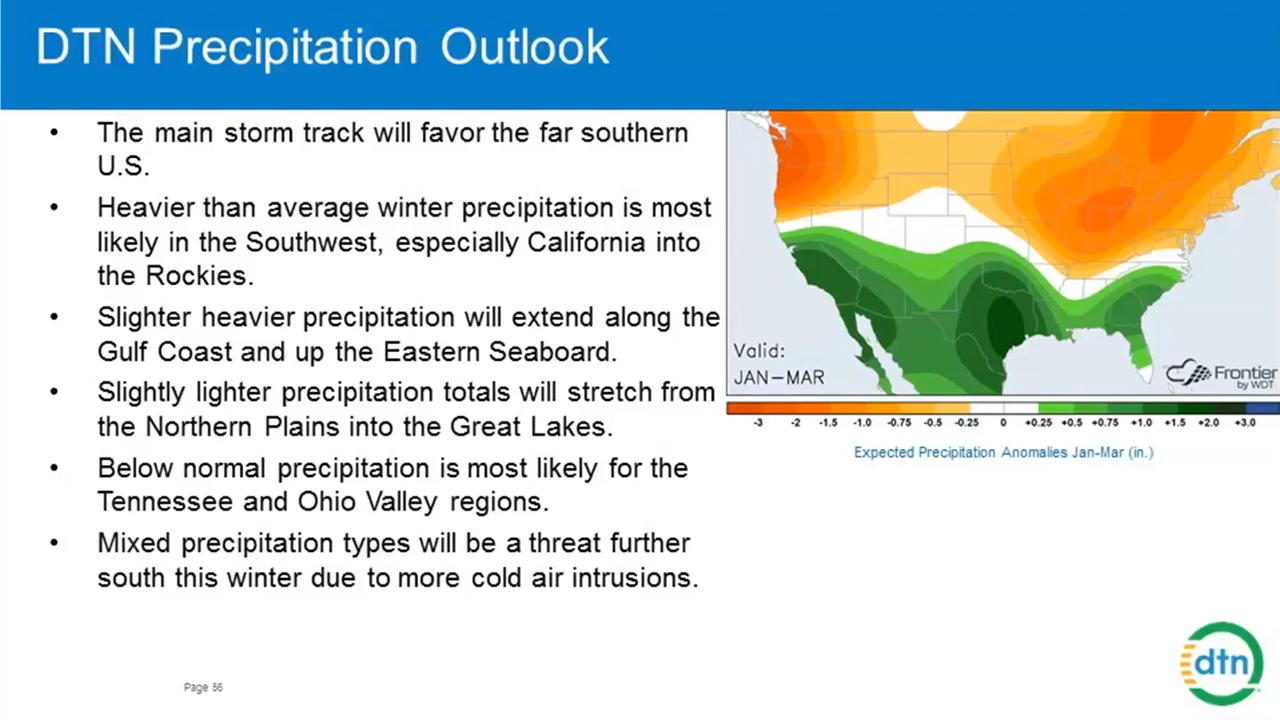 DTN Precipitation Outlook
• The main storm track will favor the far southern
U.S.
• Heavier than average winter precipitation is most
likely in the Southwest, especially California into
the Rockies.
• Slighter heavier precipitation will extend along the
Gulf Coast and up the Eastern Seaboard.
• Slightly lighter precipitation totals will stretch from
the Northern Plains into the Great Lakes.
• Below normal precipitation is most likely for the
Tennessee and Ohio Valley regions.
• Mixed precipitation types will be a threat further
south this winter due to more cold air intrusions.
Valid:
JAN-MAR
Frontier
by WDT
-3 -2 -1.5 -1.0 -0.75 -0.5 -0.25 0 +0.25 +0.5 +0.75 +1.0 +1.5 +2.0 +3.0
Expected Precipitation Anomalies Jan-Mar (in.)
Page 56
dtn